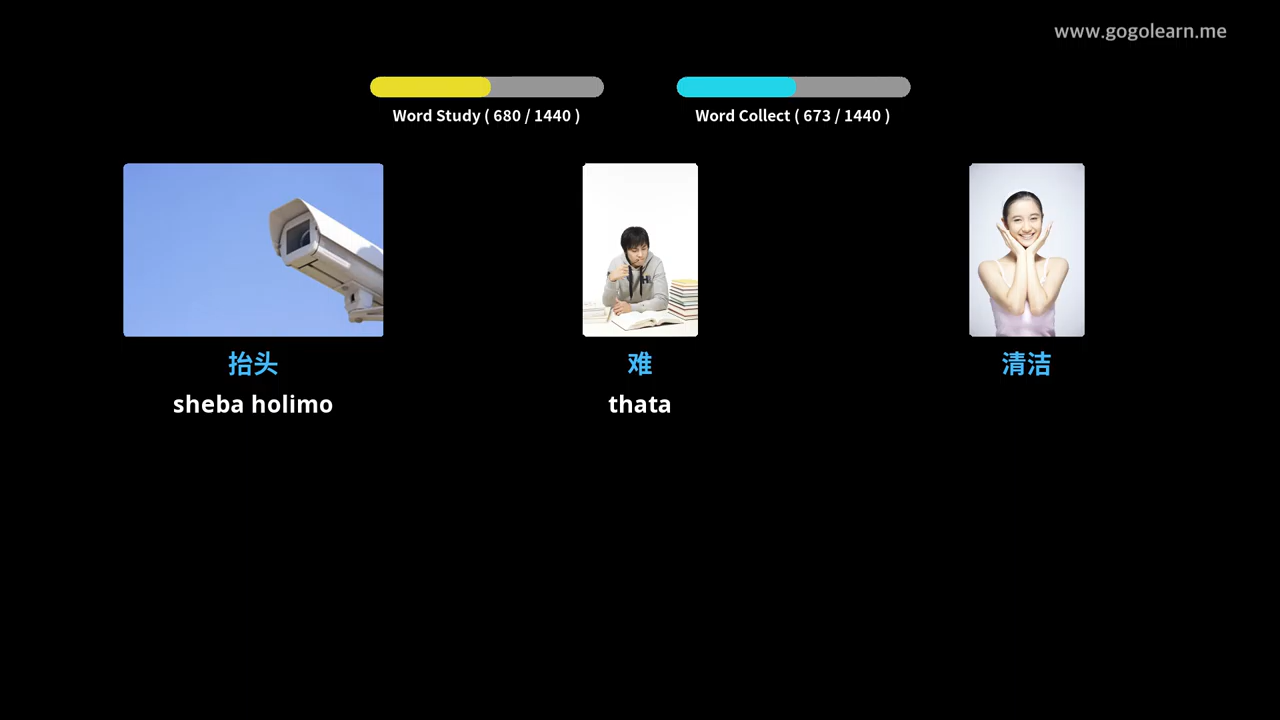 www.gogolearn.me
Word Study ( 680 / 1440 )
Word Collect ( 673 / 1440 )
抬头
难
清洁
sheba holimo
thata